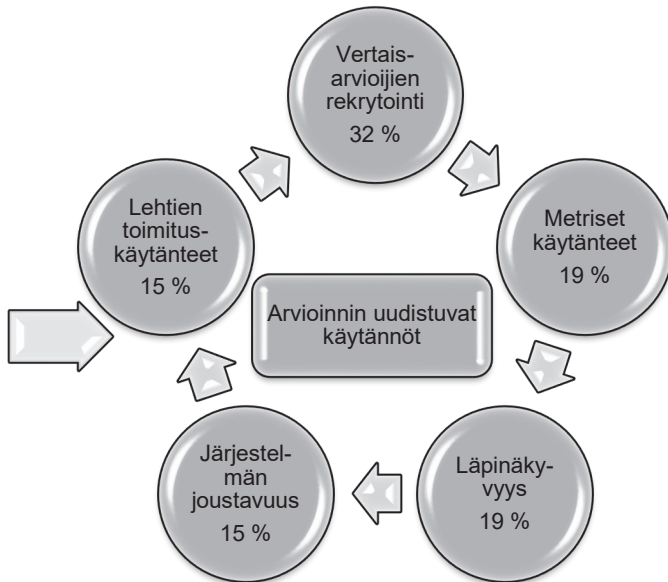 Vertais-
arvioijien
rekrytointi
32 %
Lehtien
toimitus-
käytänteet
15 %
Metriset
käytänteet
19 %
Arvioinnin uudistuvat
käytännöt
Järjestel-
män
joustavuus
15 %
Läpinäky-
vyys
19 %